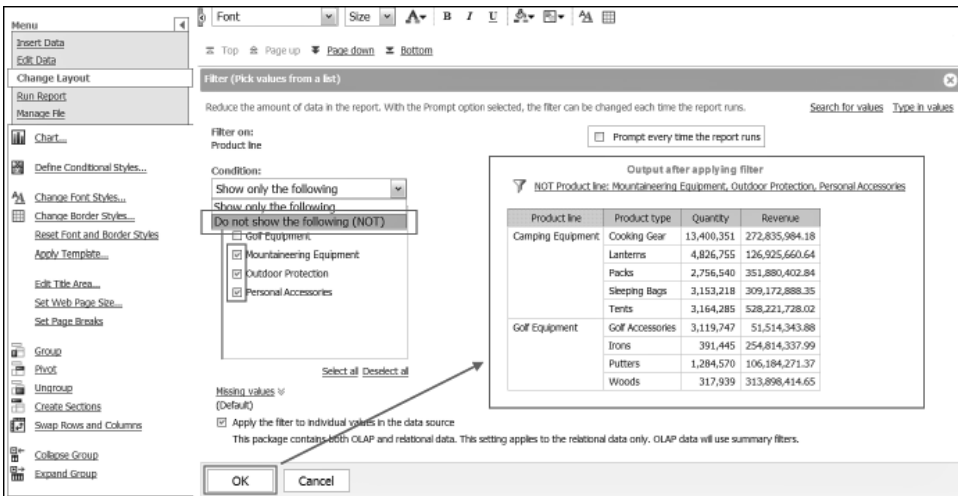 Menu
Insert Data
Edit Data
Change Layout
Run Report
Manage File
Chart...
Define Conditional Styles...
Change Font Styles...
Change Border Styles...
Reset Font and Border Styles
Apply Template...
Edit Title Area...
Set Web Page Size...
Set Page Breaks
Group
Pivot
Ungroup
Create Sections
Swap Rows and Columns
Collapse Group
Expand Group
Font Size A B I U
Top Page up Page down Bottom
Filter (Pick values from a list)
Reduce the amount of data in the report. With the Prompt option selected, the filter can be changed each time the report runs. Search for values Type in values
Filter on:
Product line
Prompt every time the report runs
Condition:
Show only the following
Show only the following
Do not show the following (NOT)
Golf Equipment
Mountaineering Equipment
Outdoor Protection
Personal Accessories
Select all Deselect all
Missing values
(Default)
Apply the filter to individual values in the data source
This package contains both OLAP and relational data. This setting applies to the relational data only. OLAP data will use summary filters.
OK Cancel
Output after applying filter
NOT Product line: Mountaineering Equipment, Outdoor Protection, Personal Accessories
Product line Product type Quantity Revenue
Camping Equipment Cooking Gear 13,400,351 272,835,984.18
Lanterns 4,826,755 126,925,660.64
Packs 2,756,540 351,880,402.84
Sleeping Bags 3,153,218 309,172,888.35
Tents 3,164,285 528,221,728.02
Golf Equipment Golf Accessories 3,119,747 51,514,343.88
Irons 391,445 254,814,337.99
Putters 1,284,570 106,184,271.37
Woods 317,939 313,898,414.65